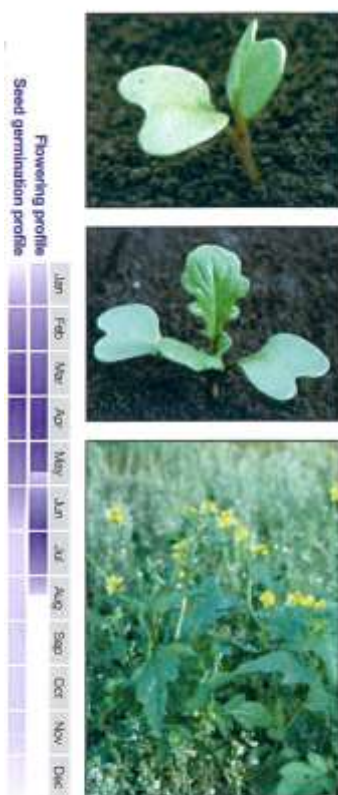 Flowering profile
Seed germination profile
Jan
Feb
Mar
Apr
May
Jun
Jul
Aug
Sep
Oct
Nov
Dec